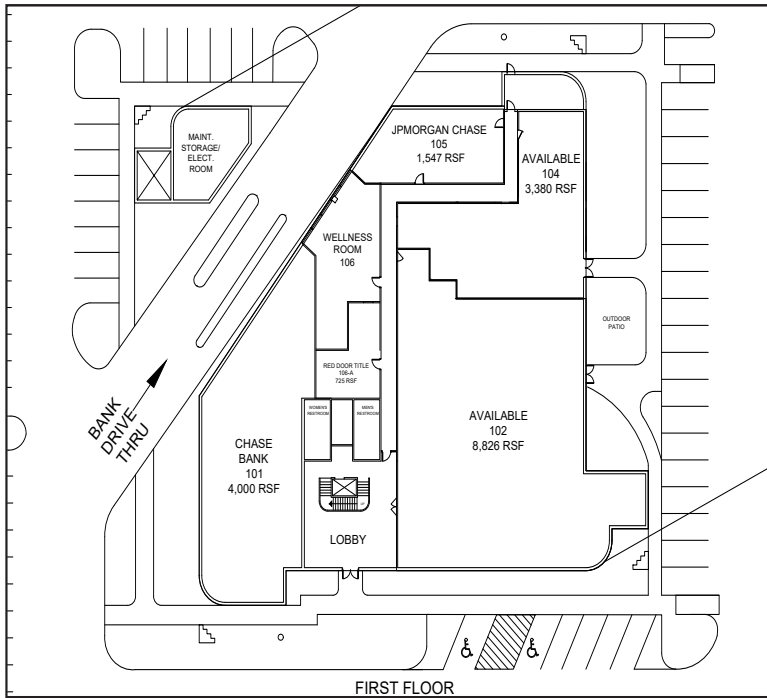 JPMORGAN CHASE
105
1,547 RSF
MAINT.
STORAGE/
ELECT.
ROOM
AVAILABLE
104
3,380 RSF
WELLNESS
ROOM
106
OUTDOOR
PATIO
RED DOOR TITLE
106-A
725 RSF
BANK
DRIVE
THRU
WOMEN'S
RESTROOM
MEN'S
RESTROOM
AVAILABLE
102
8,826 RSF
CHASE
BANK
101
4,000 RSF
LOBBY
FIRST FLOOR